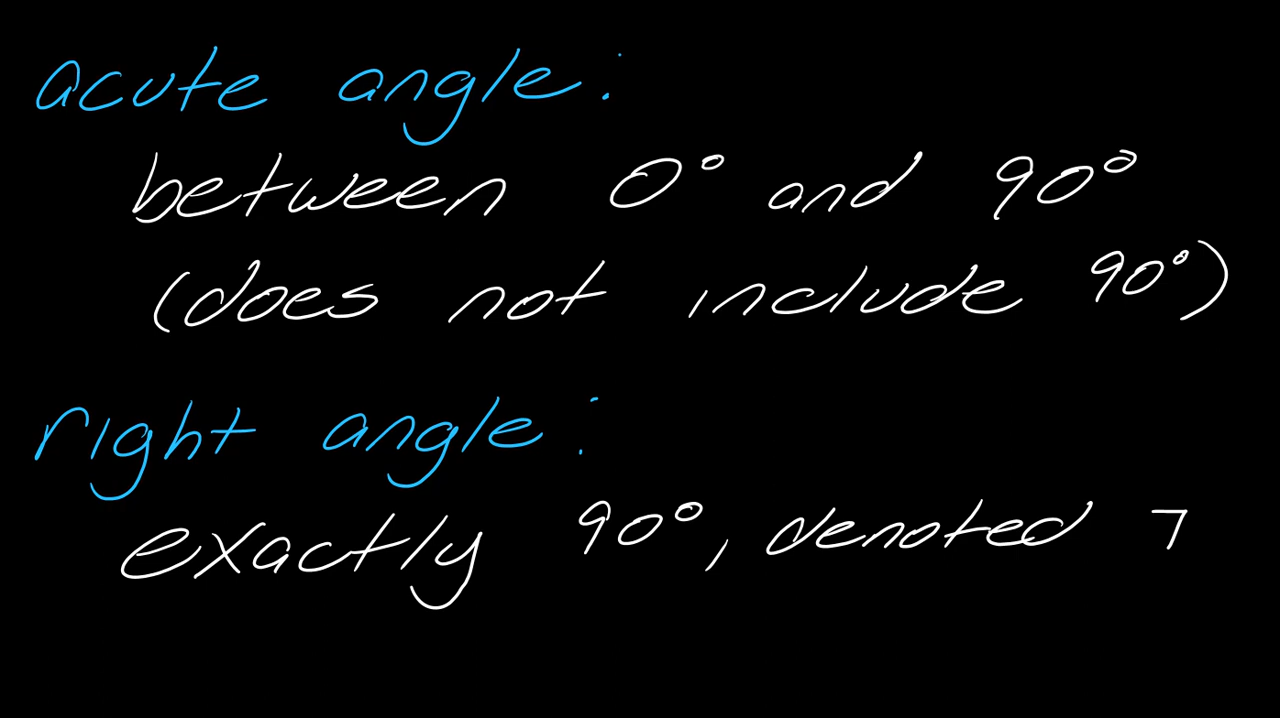 acute angle:
between 0° and 90°
(does not include 90°)
right angle:
exactly 90°, denoted ㄱ